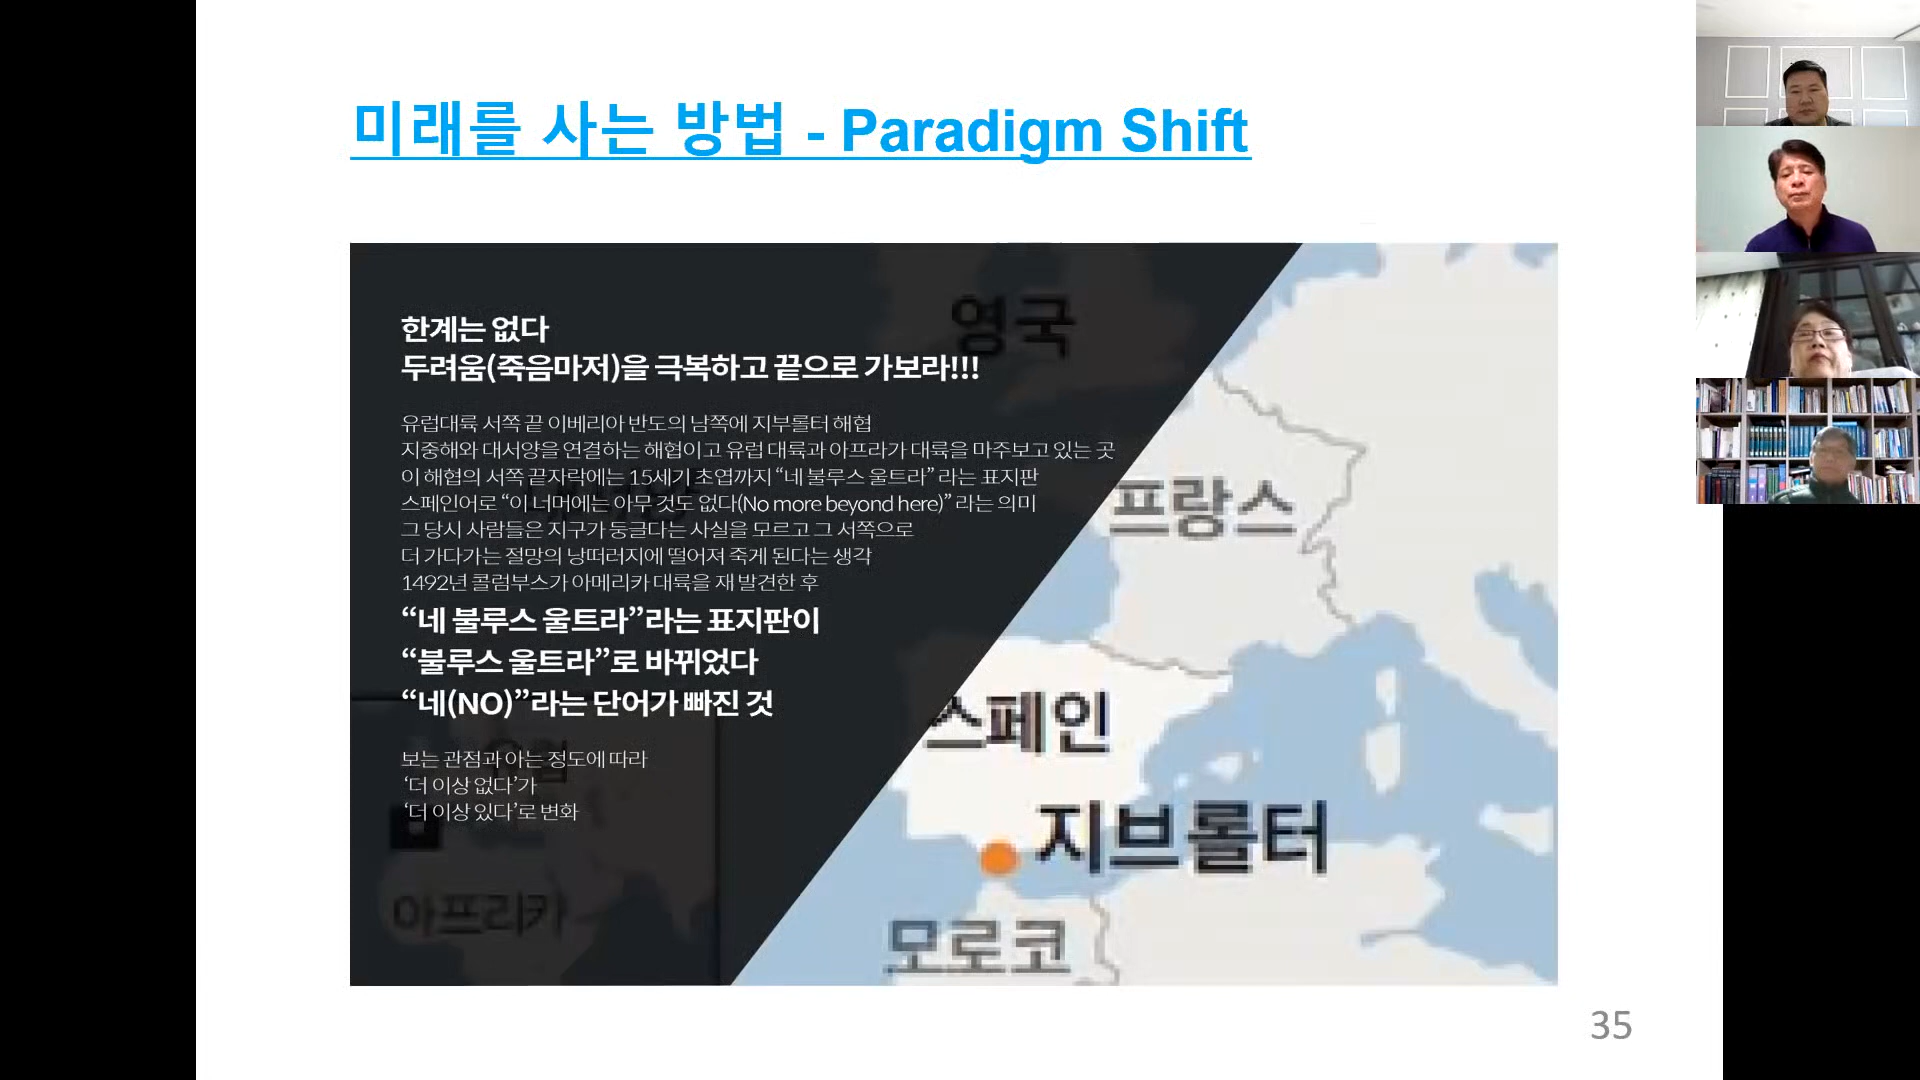 미래를 사는 방법 - Paradigm Shift
한계는 없다
두려움(죽음마저)을 극복하고 끝으로 가보라!!!
유럽대륙 서쪽 끝 이베리아 반도의 남쪽에 지부롤터 해협
지중해와 대서양을 연결하는 해협이고 유럽 대륙과 아프라가 대륙을 마주보고 있는 곳
이 해협의 서쪽 끝자락에는 15세기 초엽까지 “네 불루스 울트라” 라는 표지판
스페인어로 “이 너머에는 아무 것도 없다(No more beyond here)” 라는 의미
그 당시 사람들은 지구가 둥글다는 사실을 모르고 그 서쪽으로
더 가다가는 절망의 낭떠러지에 떨어져 죽게 된다는 생각
1492년 콜럼부스가 아메리카 대륙을 재 발견한 후
“네 불루스 울트라”라는 표지판이
“불루스 울트라”로 바뀌었다
“네(NO)”라는 단어가 빠진 것
보는 관점과 아는 정도에 따라
‘더 이상 없다’가
‘더 이상 있다’로 변화
영국
프랑스
스페인
지브롤터
모로코
유럽
아프리카
35